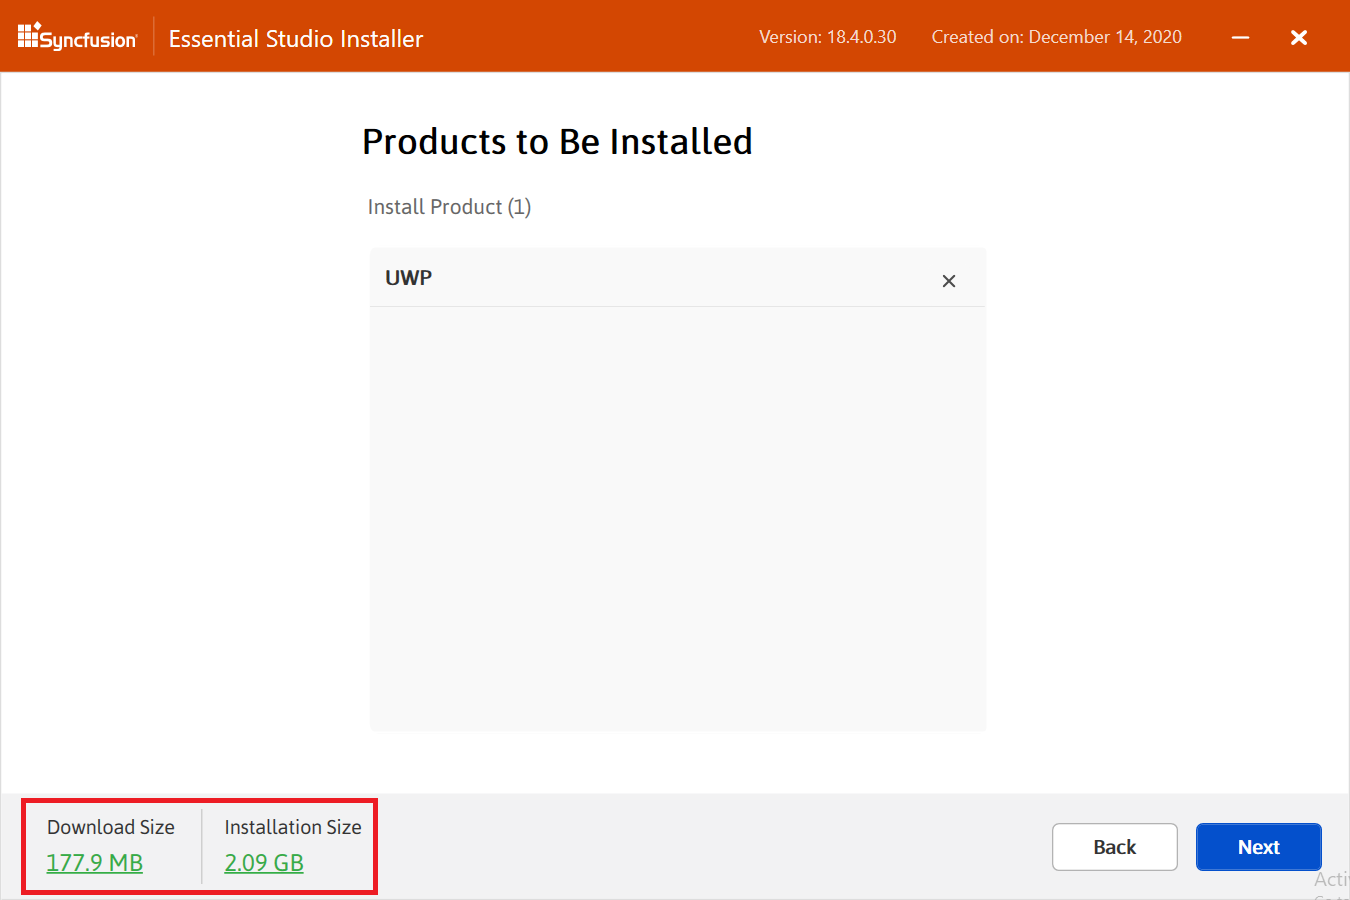 Syncfusion
Essential Studio Installer
Version: 18.4.0.30
Created on: December 14, 2020
Products to Be Installed
Install Product (1)
UWP
Download Size
Installation Size
177.9 MB
2.09 GB
Back
Next